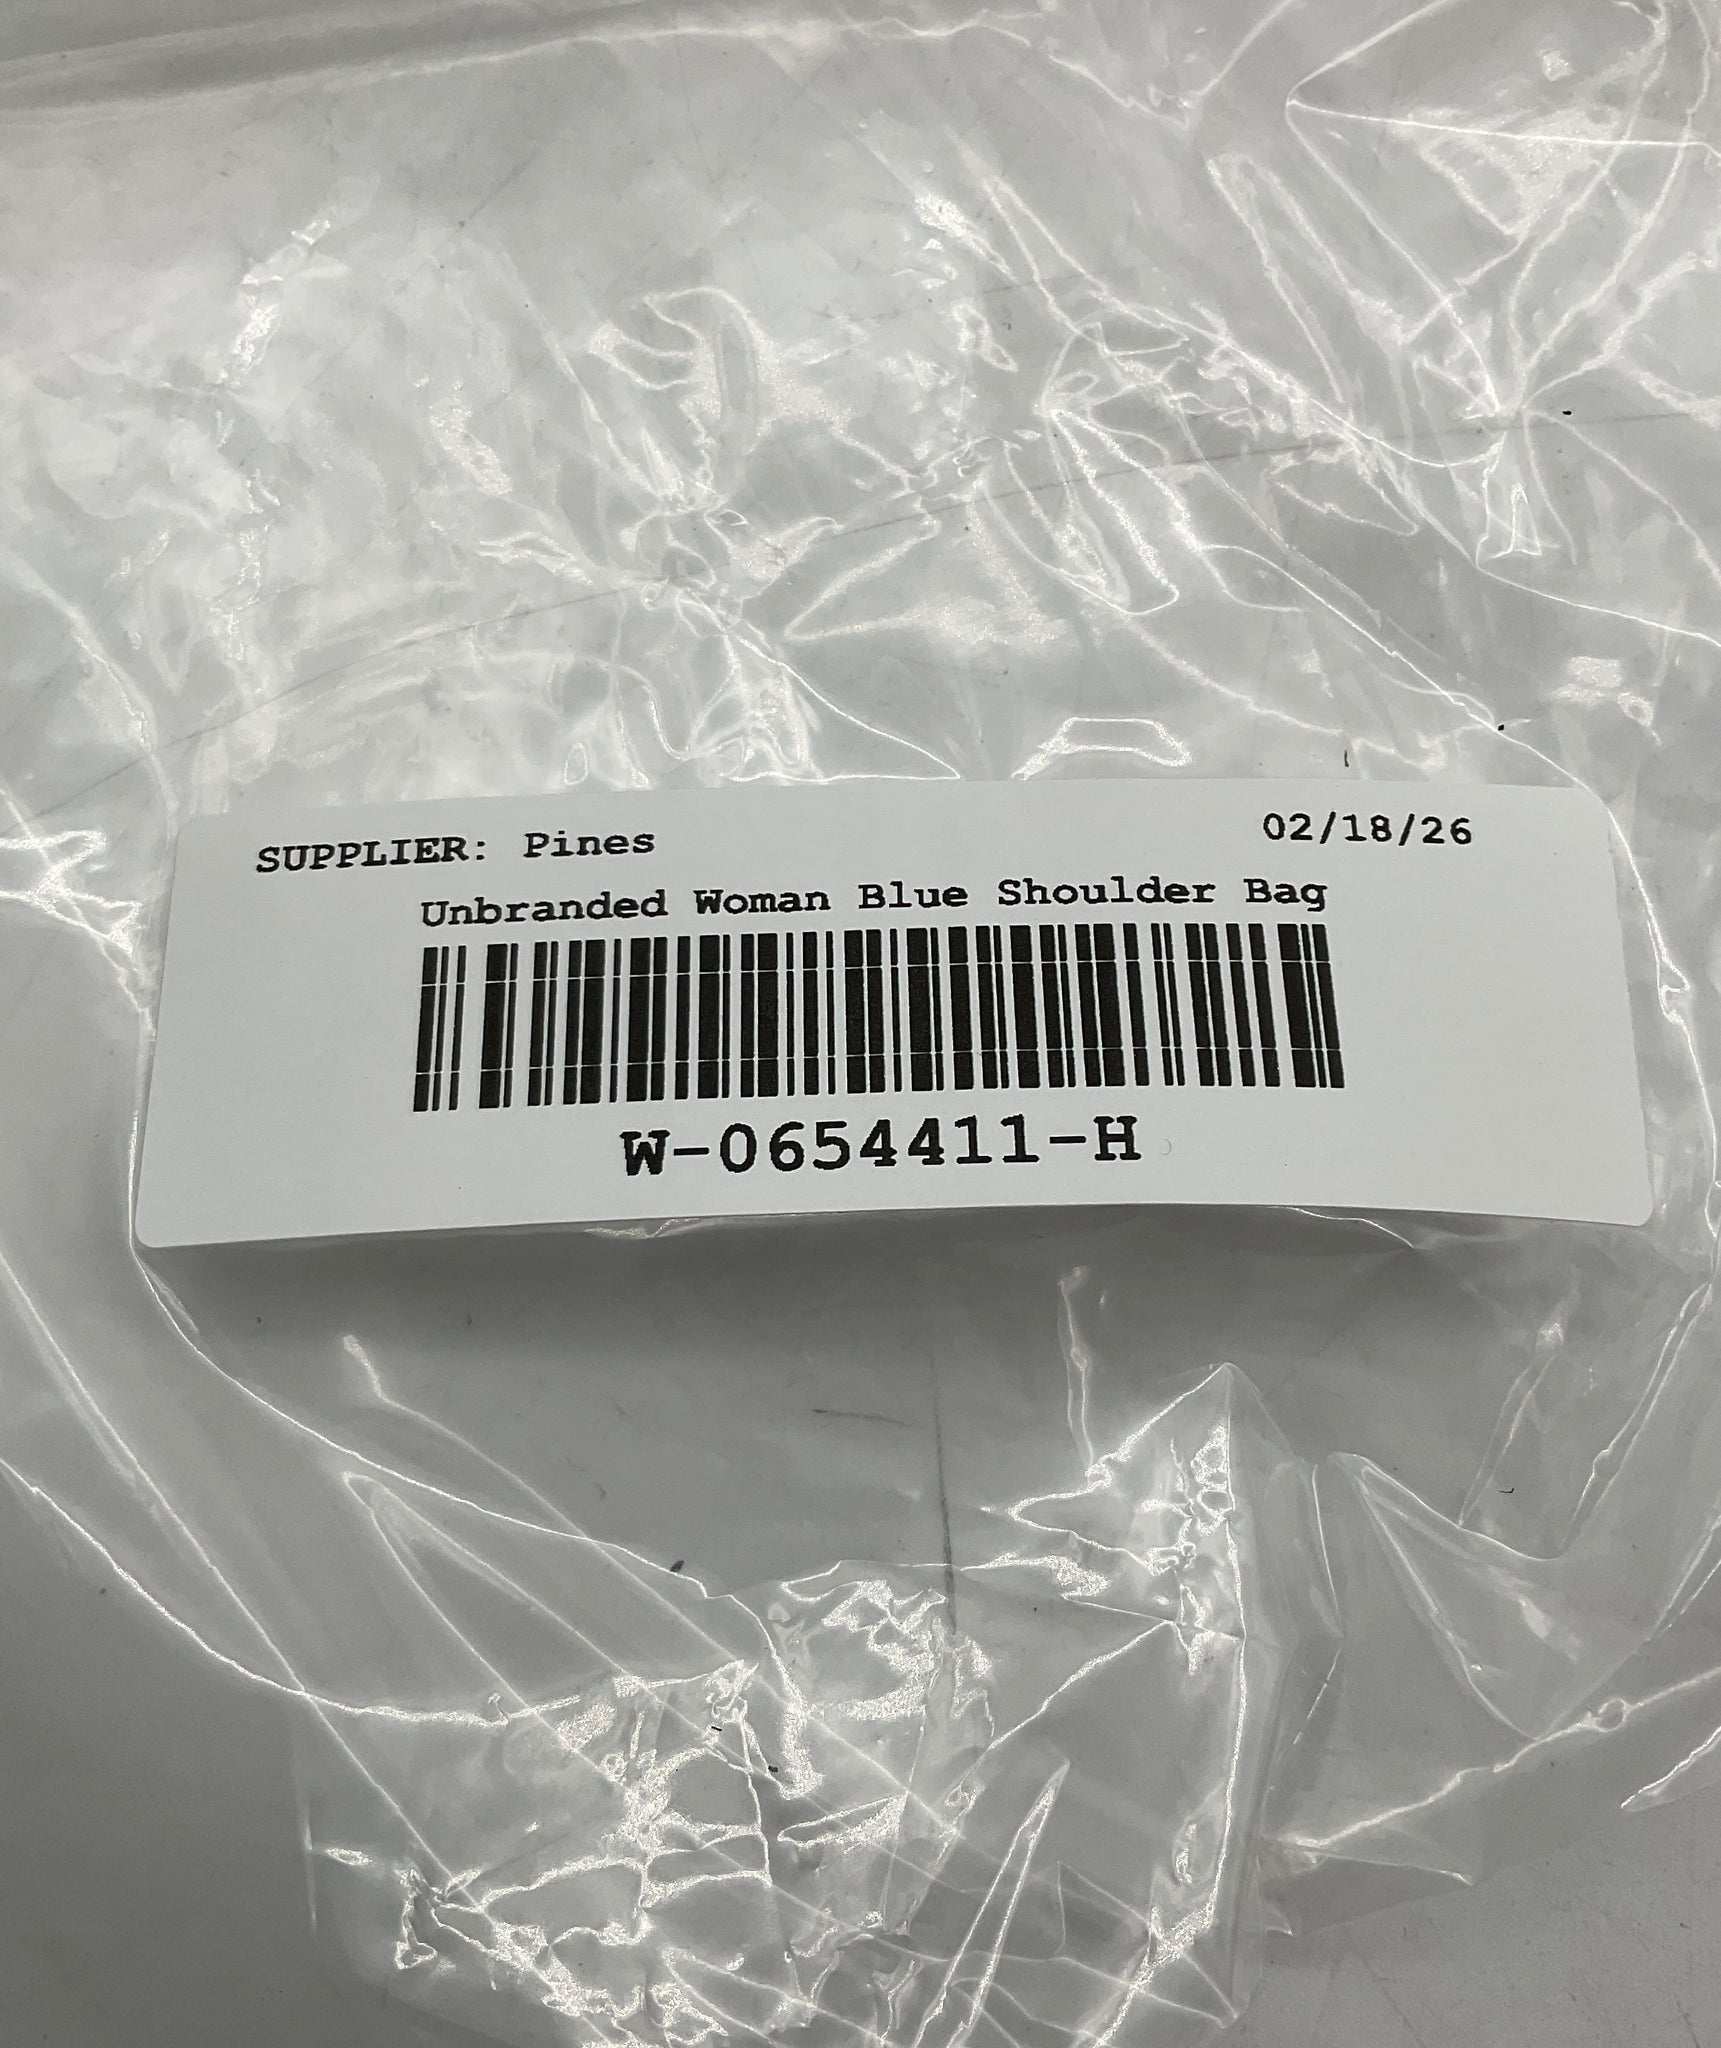 SUPPLIER: Pines
02/18/26
Unbranded Woman Blue Shoulder Bag
W-0654411-H